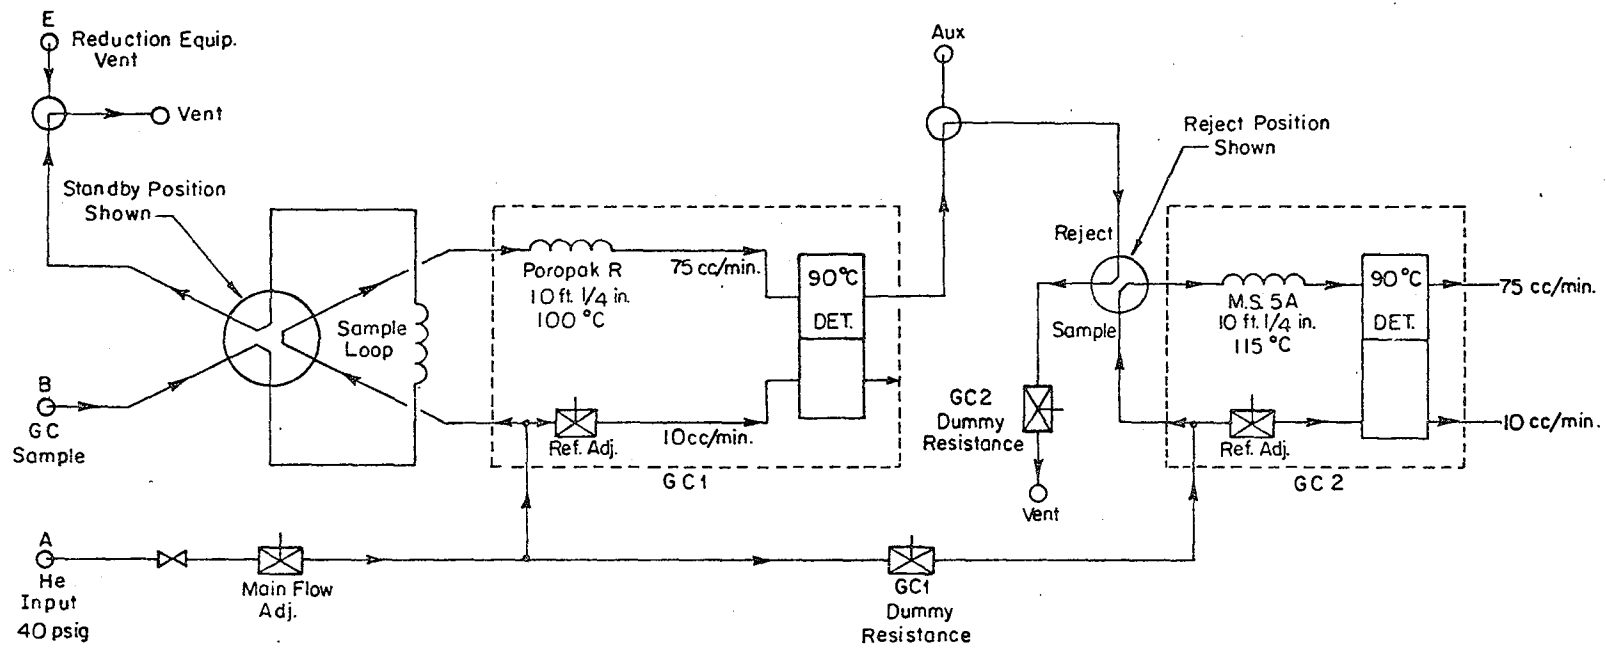 E
Reduction Equip.
Vent
Vent
Aux
Reject Position
Shown
Standby Position
Shown
Reject
Poropak R
10 ft. 1/4 in.
100 °C
75 cc/min.
90°C
DET.
Sample
Loop
Sample
M.S. 5A
10 ft. 1/4 in.
115 °C
90°C
DET.
75 cc/min.
B
GC
Sample
Ref. Adj.
10cc/min.
GC1
GC2
Dummy
Resistance
Vent
Ref. Adj.
10 cc/min.
GC 2
A
He
Input
40 psig
Main Flow
Adj.
GC1
Dummy
Resistance